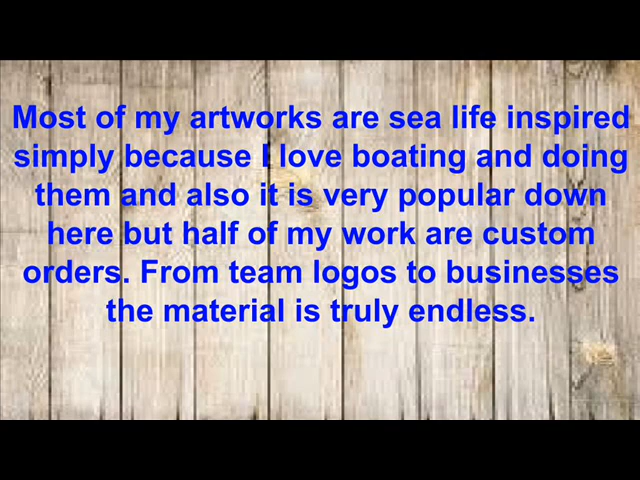 Most of my artworks are sea life inspired
simply because I love boating and doing
them and also it is very popular down
here but half of my work are custom
orders. From team logos to businesses
the material is truly endless.